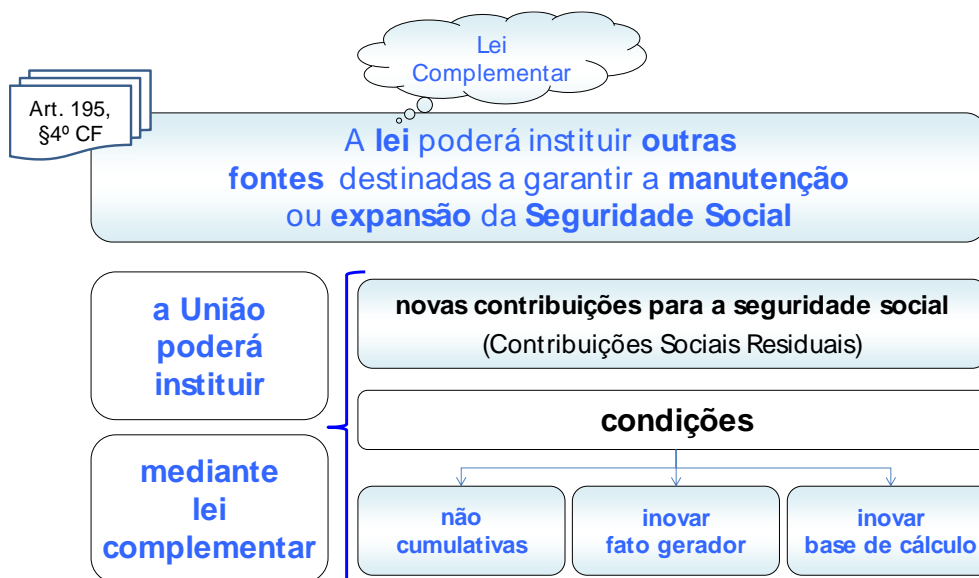 Lei
Complementar
Art. 195,
§4º CF
A lei poderá instituir outras
fontes destinadas a garantir a manutenção
ou expansão da Seguridade Social
a União
poderá
instituir
mediante
lei
complementar
novas contribuições para a seguridade social
(Contribuições Sociais Residuais)
condições
não
cumulativas
inovar
fato gerador
inovar
base de cálculo